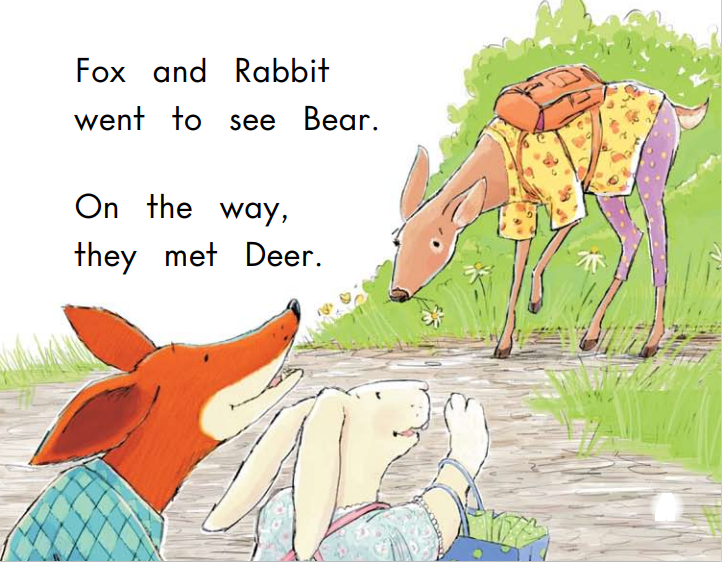 Fox and Rabbit
went to see Bear.
On the way,
they met Deer.